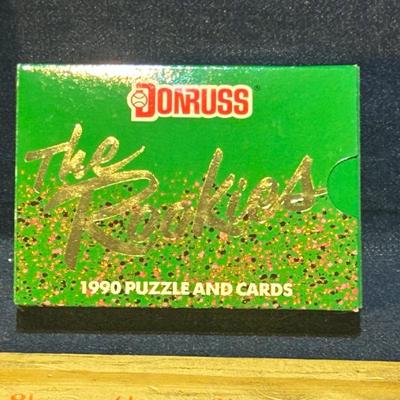 DONRUSS®
The
Rookies
1990 PUZZLE AND CARDS